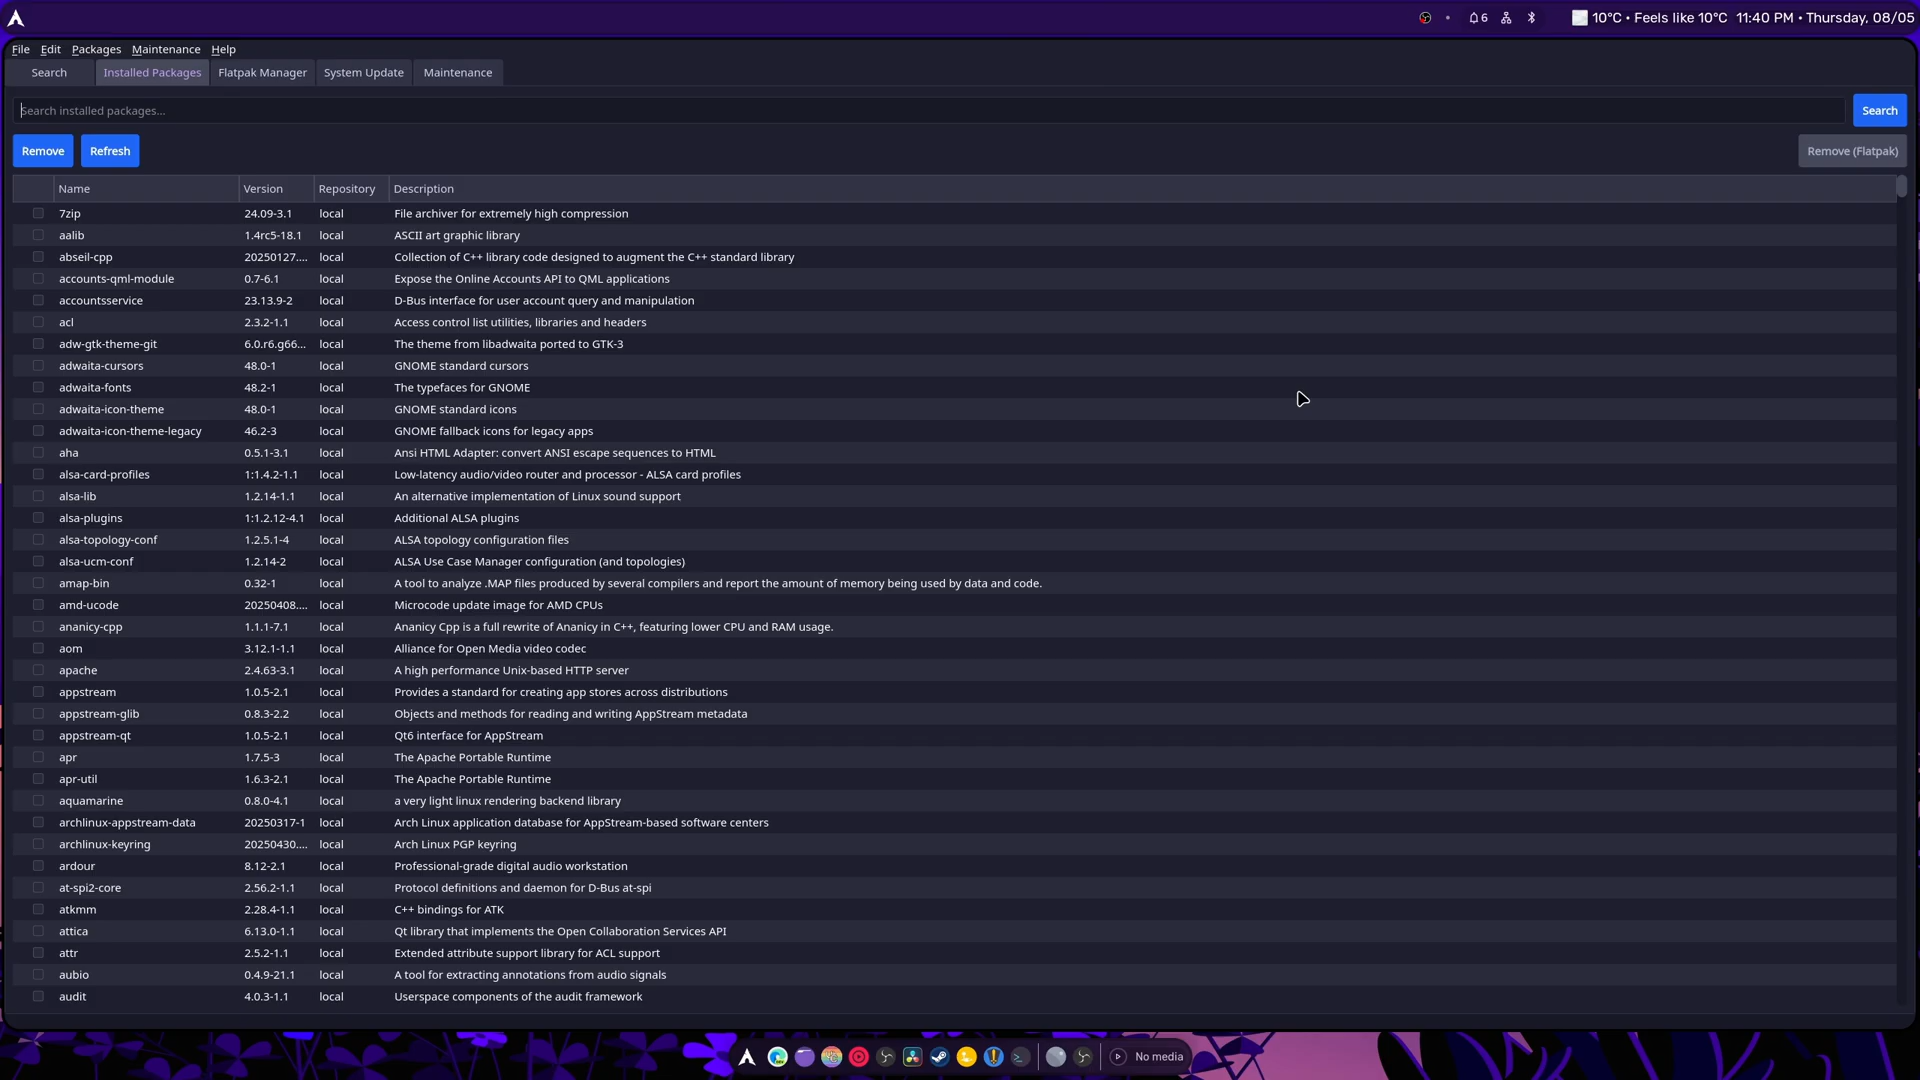 6 10°C • Feels like 10°C 11:40 PM • Thursday, 08/05
File Edit Packages Maintenance Help
Search Installed Packages Flatpak Manager System Update Maintenance
Search installed packages... Search
Remove Refresh Remove (Flatpak)
Name Version Repository Description
7zip 24.09-3.1 local File archiver for extremely high compression
aalib 1.4rc5-18.1 local ASCII art graphic library
abseil-cpp 20250127.... local Collection of C++ library code designed to augment the C++ standard library
accounts-qml-module 0.7-6.1 local Expose the Online Accounts API to QML applications
accountsservice 23.13.9-2 local D-Bus interface for user account query and manipulation
acl 2.3.2-1.1 local Access control list utilities, libraries and headers
adw-gtk-theme-git 6.0.r6.g66... local The theme from libadwaita ported to GTK-3
adwaita-cursors 48.0-1 local GNOME standard cursors
adwaita-fonts 48.2-1 local The typefaces for GNOME
adwaita-icon-theme 48.0-1 local GNOME standard icons
adwaita-icon-theme-legacy 46.2-3 local GNOME fallback icons for legacy apps
aha 0.5.1-3.1 local Ansi HTML Adapter: convert ANSI escape sequences to HTML
alsa-card-profiles 1:1.4.2-1.1 local Low-latency audio/video router and processor - ALSA card profiles
alsa-lib 1.2.14-1.1 local An alternative implementation of Linux sound support
alsa-plugins 1:1.2.12-4.1 local Additional ALSA plugins
alsa-topology-conf 1.2.5.1-4 local ALSA topology configuration files
alsa-ucm-conf 1.2.14-2 local ALSA Use Case Manager configuration (and topologies)
amap-bin 0.32-1 local A tool to analyze .MAP files produced by several compilers and report the amount of memory being used by data and code.
amd-ucode 20250408.... local Microcode update image for AMD CPUs
ananicy-cpp 1.1.1-7.1 local Ananicy Cpp is a full rewrite of Ananicy in C++, featuring lower CPU and RAM usage.
aom 3.12.1-1.1 local Alliance for Open Media video codec
apache 2.4.63-3.1 local A high performance Unix-based HTTP server
appstream 1.0.5-2.1 local Provides a standard for creating app stores across distributions
appstream-glib 0.8.3-2.2 local Objects and methods for reading and writing AppStream metadata
appstream-qt 1.0.5-2.1 local Qt6 interface for AppStream
apr 1.7.5-3 local The Apache Portable Runtime
apr-util 1.6.3-2.1 local The Apache Portable Runtime
aquamarine 0.8.0-4.1 local a very light linux rendering backend library
archlinux-appstream-data 20250317-1 local Arch Linux application database for AppStream-based software centers
archlinux-keyring 20250430.... local Arch Linux PGP keyring
ardour 8.12-2.1 local Professional-grade digital audio workstation
at-spi2-core 2.56.2-1.1 local Protocol definitions and daemon for D-Bus at-spi
atkmm 2.28.4-1.1 local C++ bindings for ATK
attica 6.13.0-1.1 local Qt library that implements the Open Collaboration Services API
attr 2.5.2-1.1 local Extended attribute support library for ACL support
aubio 0.4.9-21.1 local A tool for extracting annotations from audio signals
audit 4.0.3-1.1 local Userspace components of the audit framework
No media